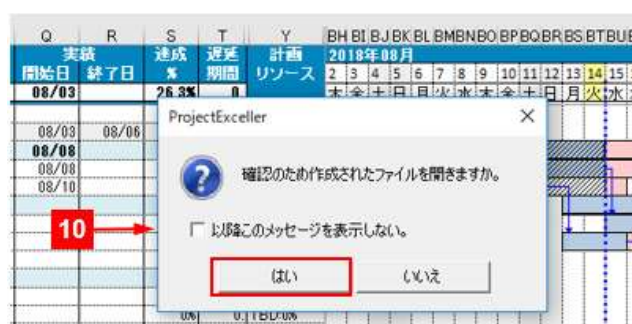 Q R S T Y BH BI BJ BK BL BM BN BO BP BQ BR BS BT BU
実績 達成 遅延 計画 2018年08月
開始日 終了日 % 期間 リソース 2 3 4 5 6 7 8 9 10 11 12 13 14 15
08/03 26.3% 0 木 金 土 日 月 火 水 木 金 土 日 月 火 水
ProjectExceller
08/03 08/06
08/08
08/08
08/10
確認のため作成されたファイルを開きますか。
10
以降このメッセージを表示しない。
はい いいえ
0% 0. TBD:0%